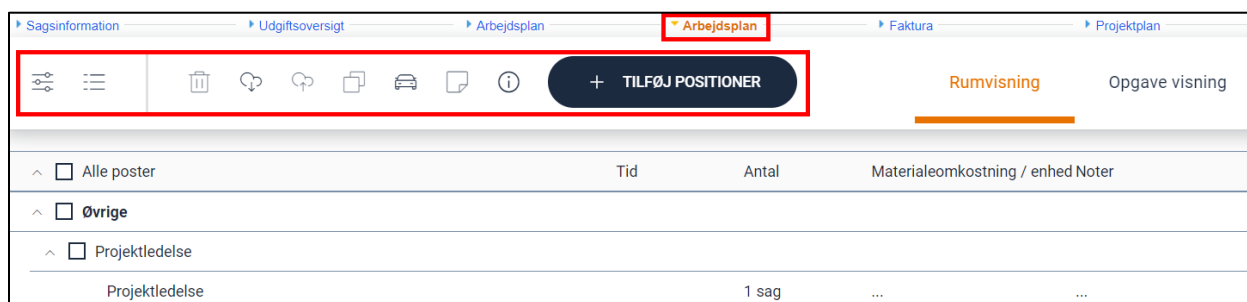 Sagsinformation Udgiftsoversigt Arbejdsplan Arbejdsplan Faktura Projektplan
+ TILFØJ POSITIONER Rumvisning Opgave visning
Alle poster Tid Antal Materialeomkostning / enhed Noter
Øvrige
Projektledelse
Projektledelse 1 sag ... ...